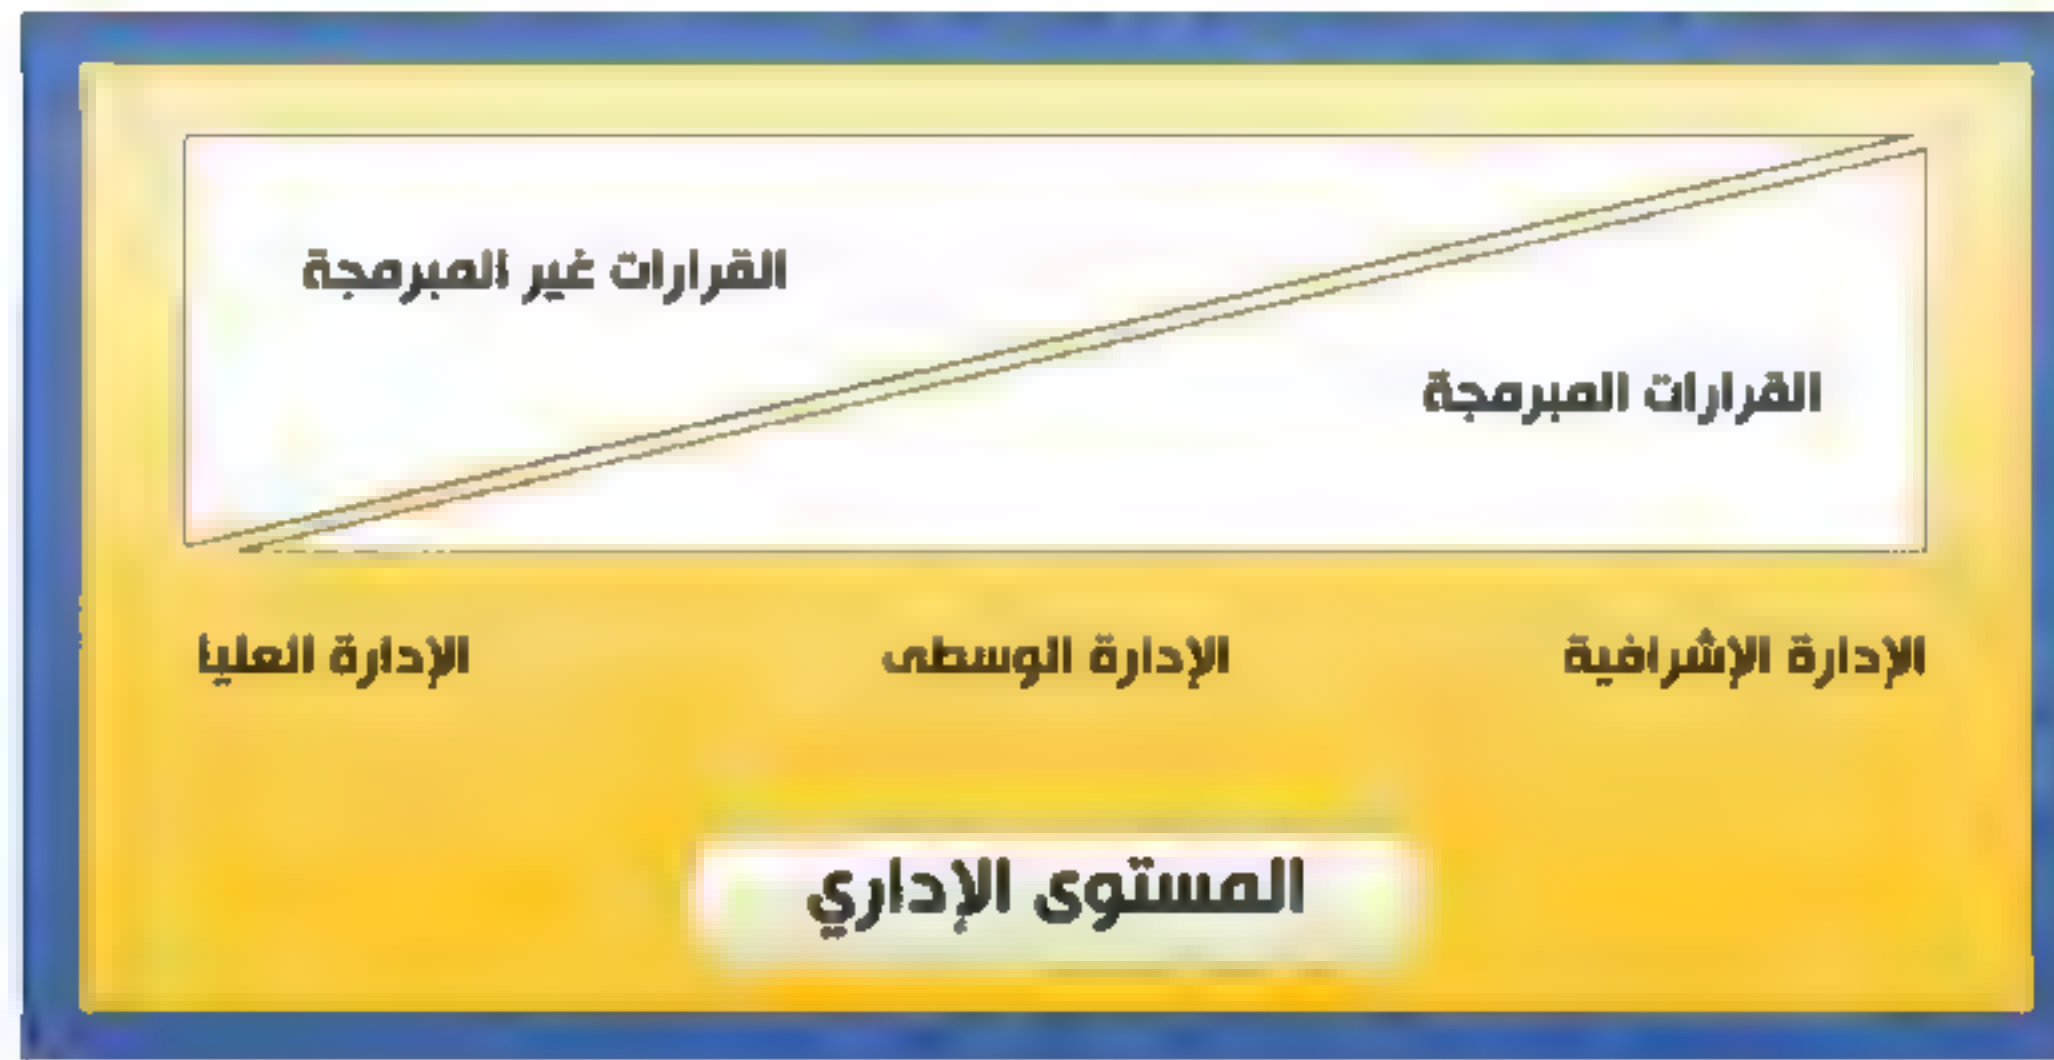 القرارات غير المبرمجة
القرارات المبرمجة
الإدارة الإشرافية
الإدارة الوسطى
الإدارة العليا
المستوى الإداري